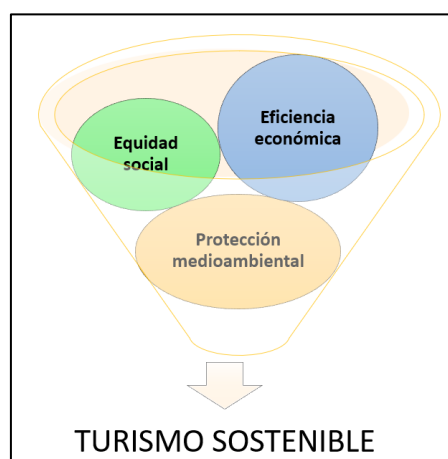 Eficiencia
económica
Equidad
social
Protección
medioambiental
TURISMO SOSTENIBLE